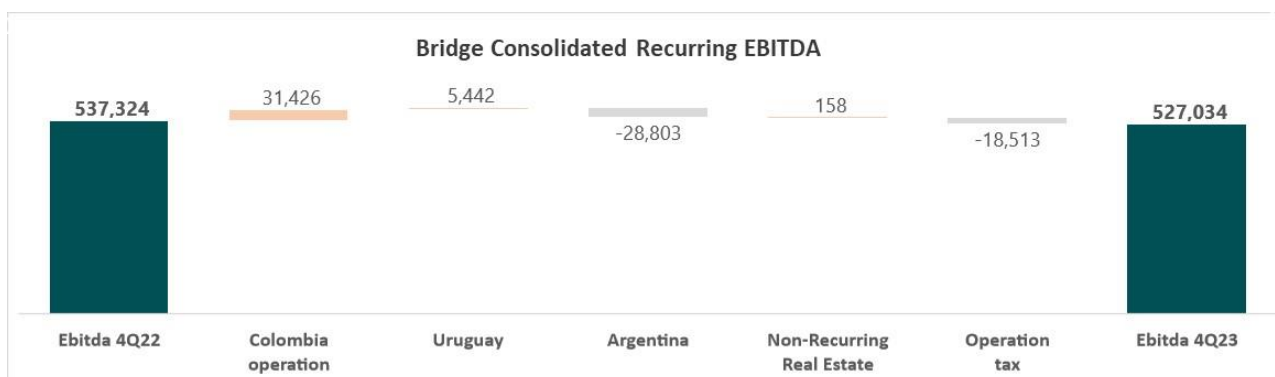 Bridge Consolidated Recurring EBITDA
537,324
31,426
5,442
-28,803
158
-18,513
527,034
Ebitda 4Q22
Colombia
operation
Uruguay
Argentina
Non-Recurring
Real Estate
Operation
tax
Ebitda 4Q23